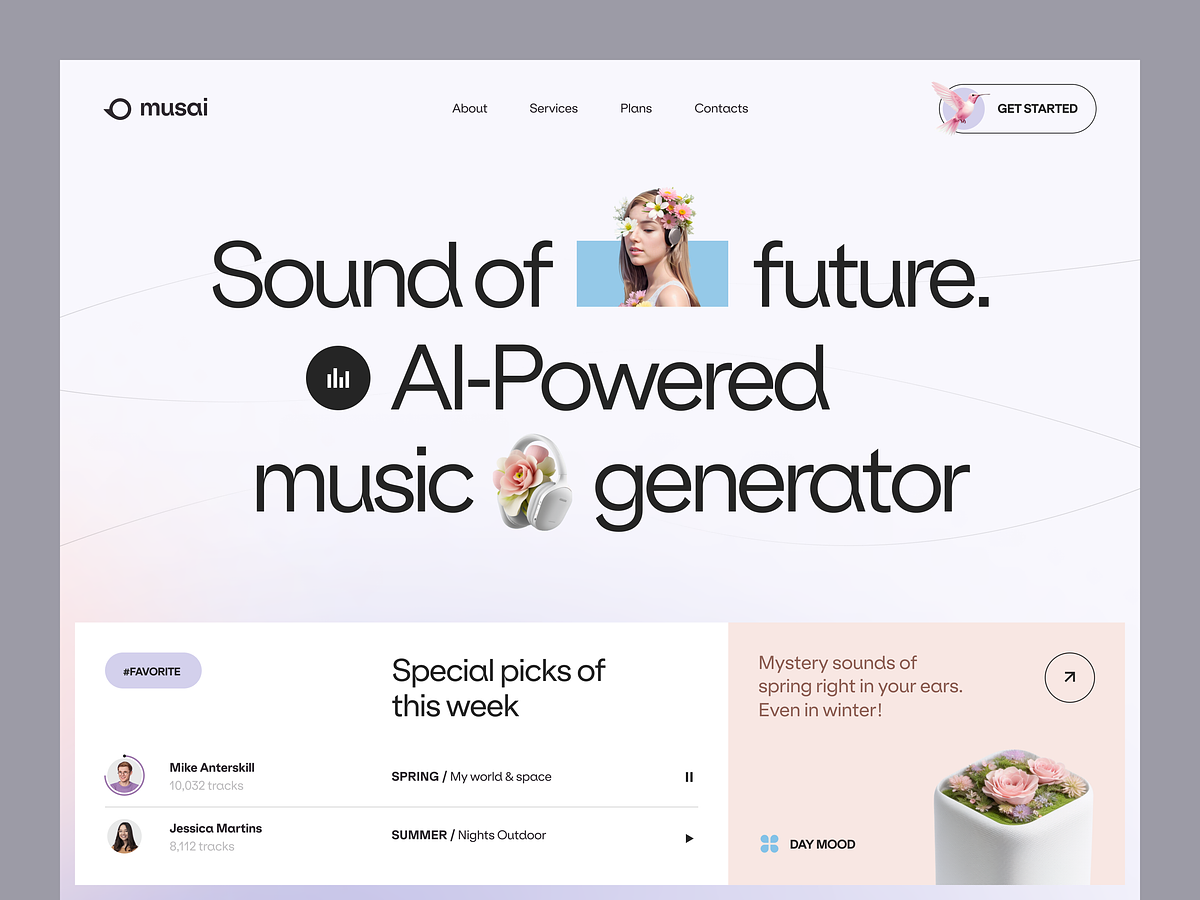 musai
About
Services
Plans
Contacts
GET STARTED
Sound of future.
AI-Powered
music generator
#FAVORITE
Special picks of
this week
Mike Anterskill
10,032 tracks
SPRING / My world & space
Jessica Martins
8,112 tracks
SUMMER / Nights Outdoor
Mystery sounds of
spring right in your ears.
Even in winter!
DAY MOOD